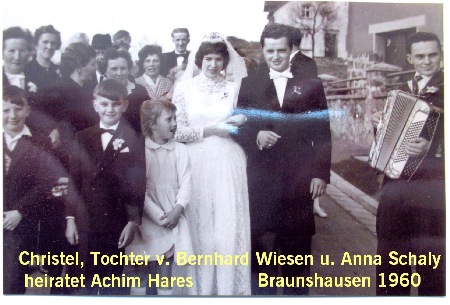 Christel, Tochter v. Bernhard Wiesen u. Anna Schaly
heiratet Achim Hares Braunshausen 1960